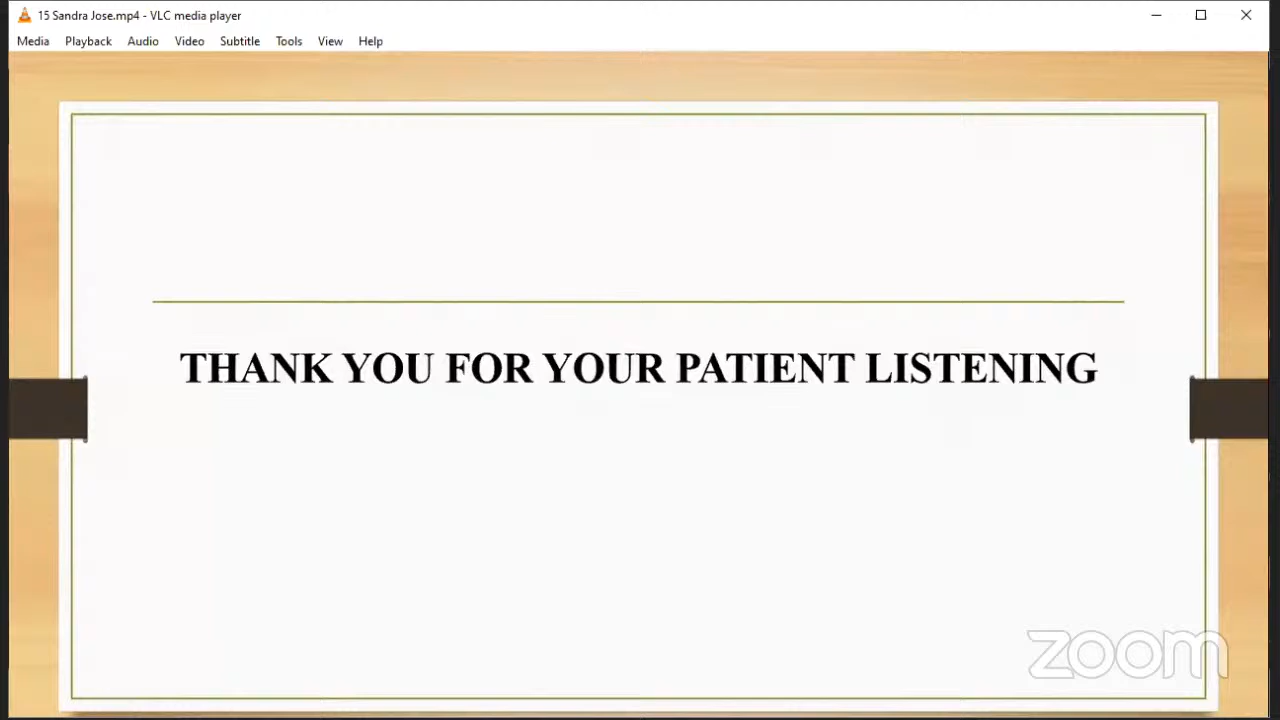 15 Sandra Jose.mp4 - VLC media player
Media Playback Audio Video Subtitle Tools View Help
THANK YOU FOR YOUR PATIENT LISTENING
zoom